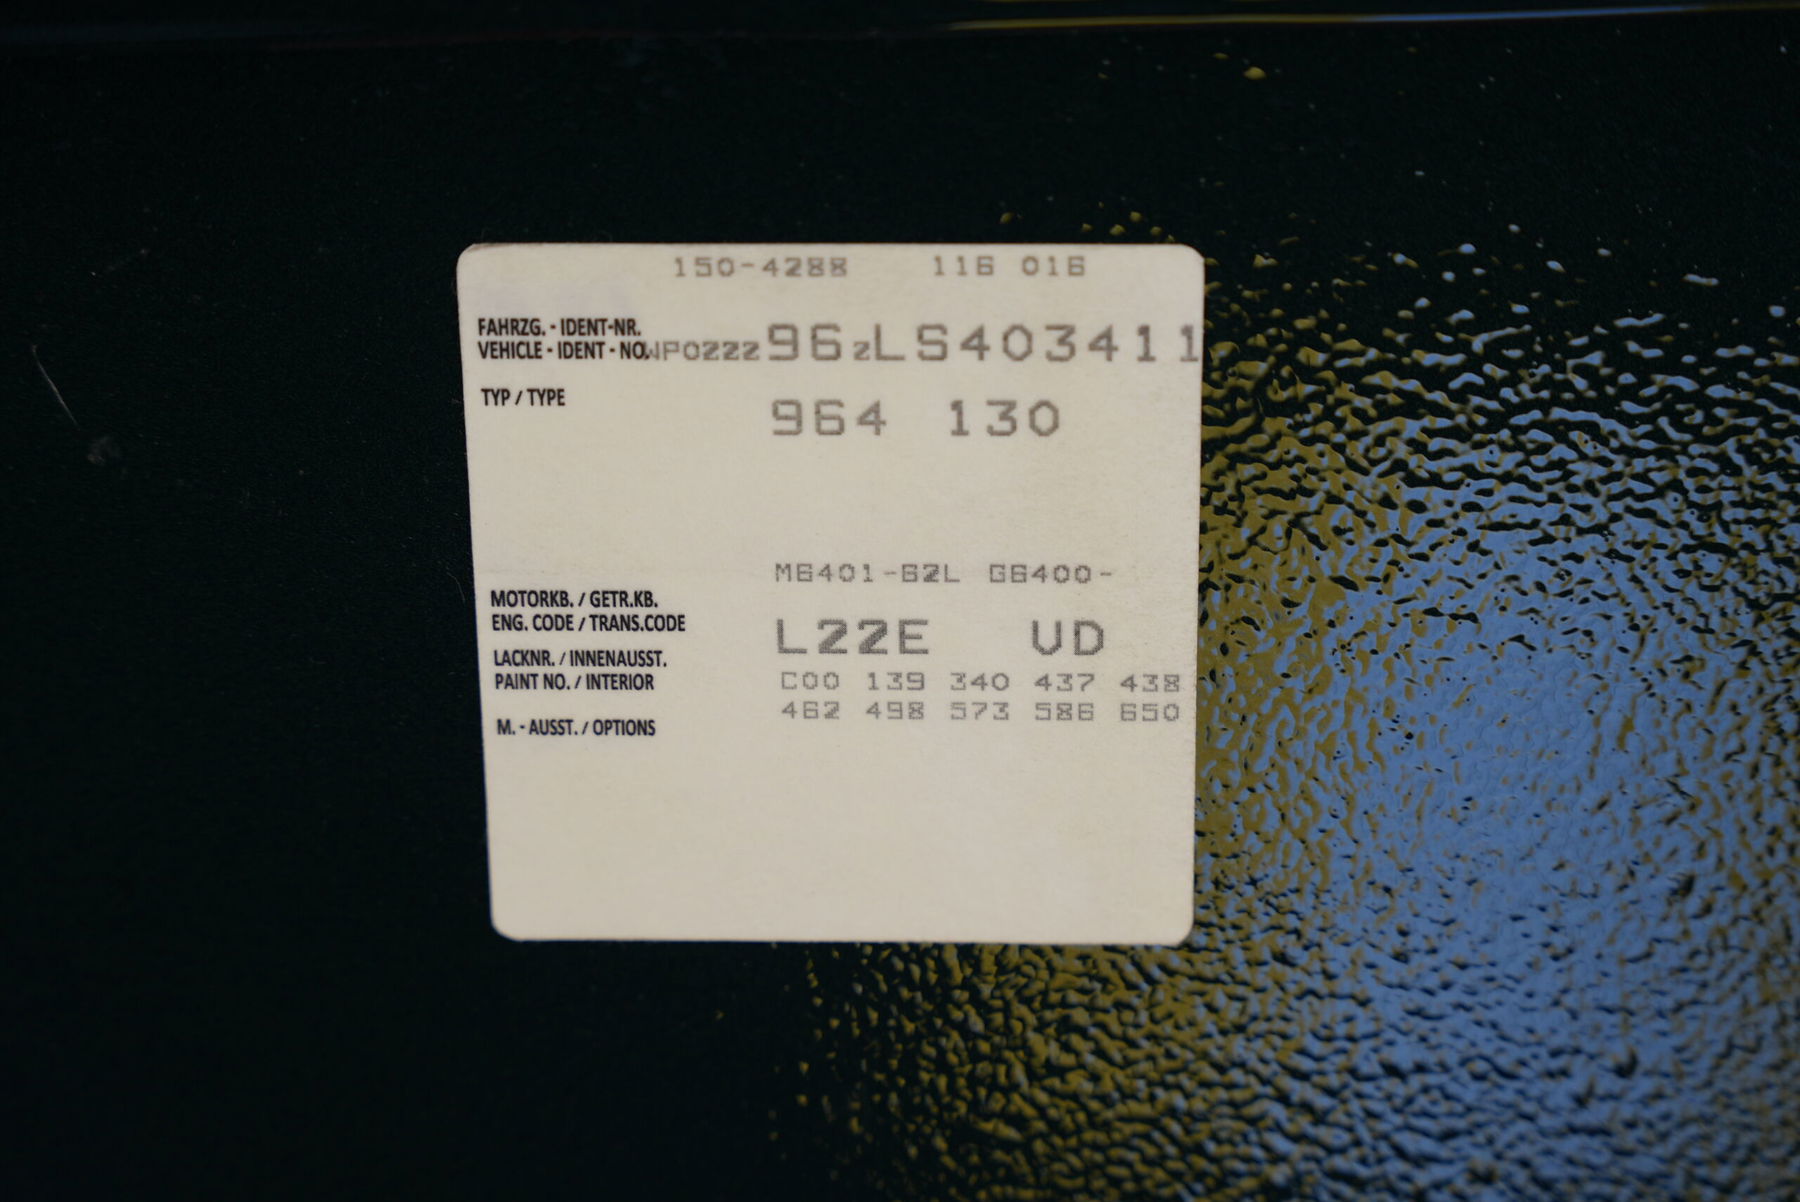 150-4288 116 016
FAHRZG. - IDENT-NR.
VEHICLE - IDENT - NO. WP0ZZZ96ZLS403411
TYP / TYPE 964 130
M6401-62L G6400-
MOTORKB. / GETR.KB.
ENG. CODE / TRANS.CODE L22E VD
LACKNR. / INNENAUSST.
PAINT NO. / INTERIOR C00 139 340 437 438
462 498 573 586 650
M. - AUSST. / OPTIONS